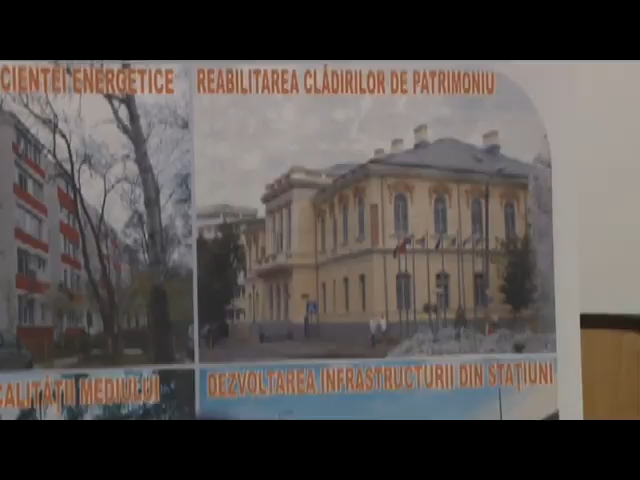 CIENȚEI ENERGETICE
REABILITAREA CLĂDIRILOR DE PATRIMONIU
CALITĂȚII MEDIULUI
DEZVOLTAREA INFRASTRUCTURII DIN STAȚIUNI